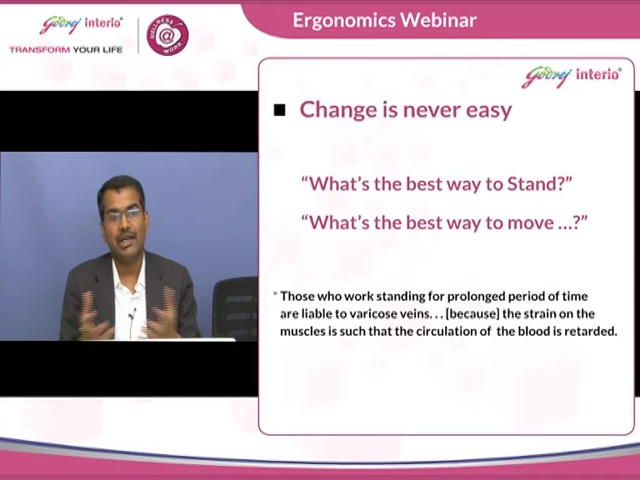 Ergonomics Webinar
Godrej interio
TRANSFORM YOUR LIFE
WELLNESS @ WORK
Godrej interio
■ Change is never easy
“What’s the best way to Stand?”
“What’s the best way to move ...?”
* Those who work standing for prolonged period of time
are liable to varicose veins. . . [because] the strain on the
muscles is such that the circulation of the blood is retarded.